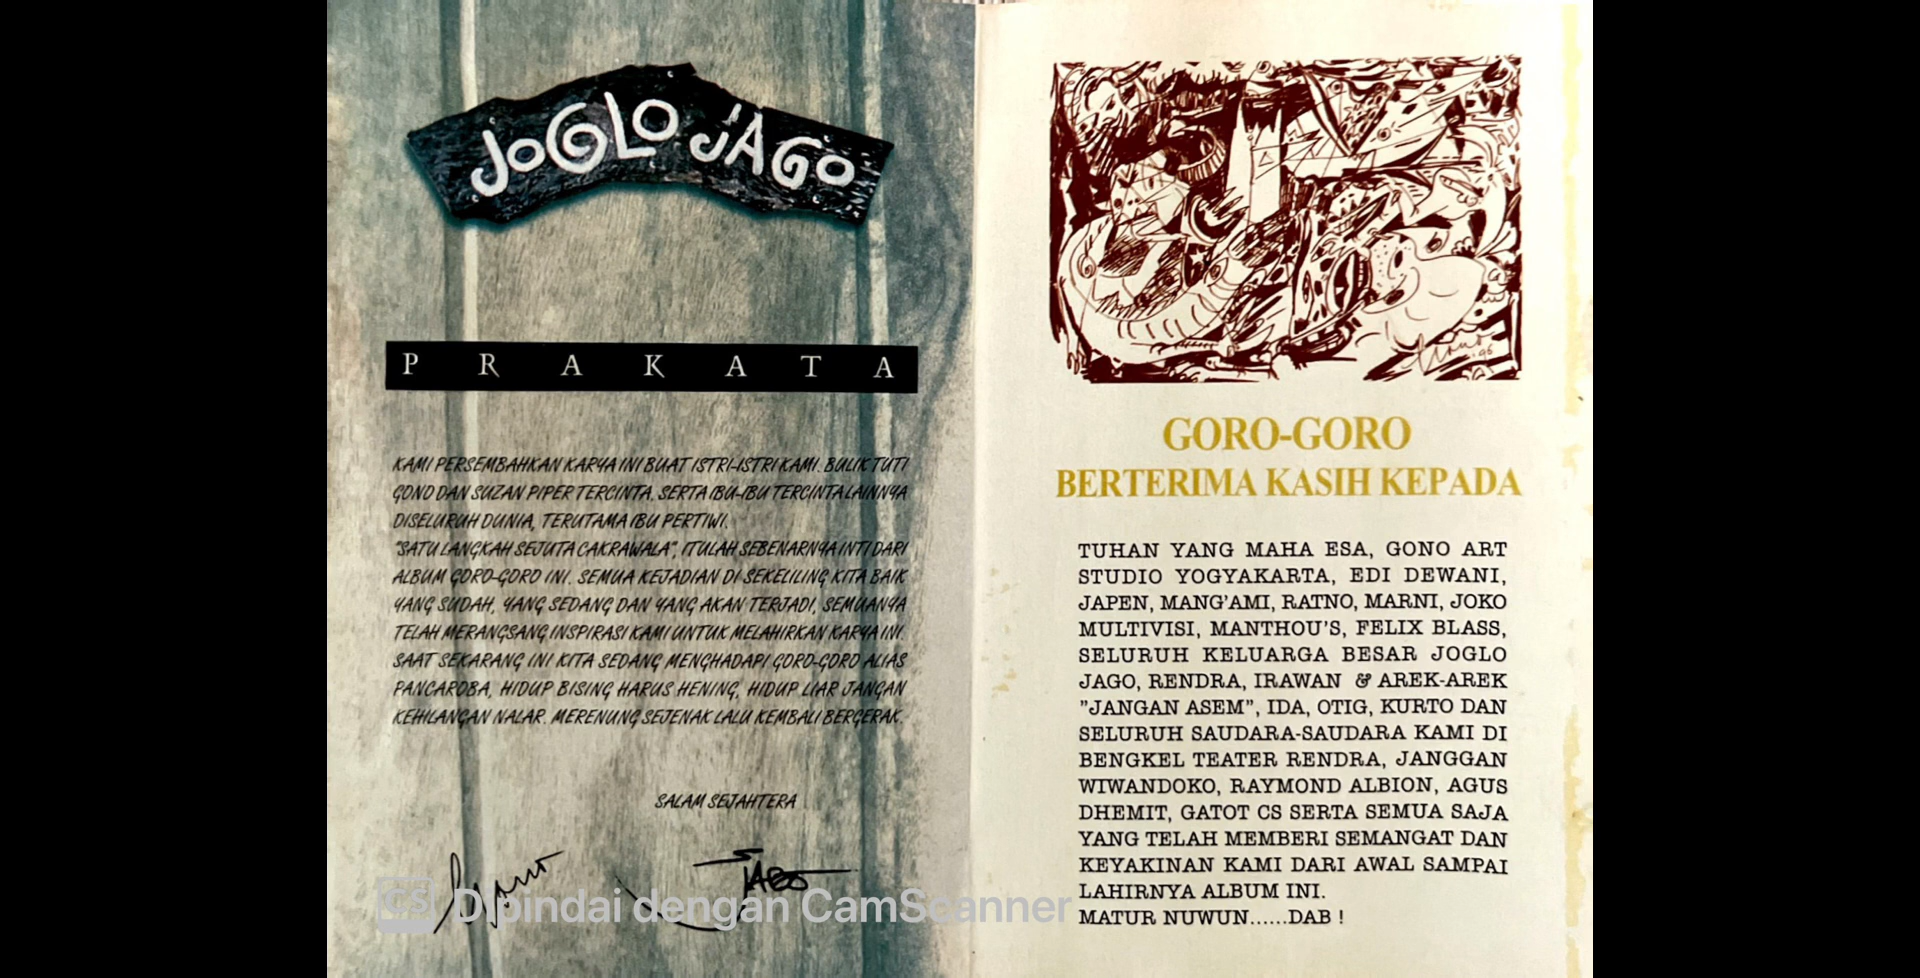 JOGLO JAGO
PRAKATA
KAMI PERSEMBAHKAN KARYA INI BUAT ISTRI-ISTRI KAMI. BULIK TUTI
GONO DAN SUZAN PIPER TERCINTA. SERTA IBU-IBU TERCINTA LAINNYA
DISELURUH DUNIA, TERUTAMA IBU PERTIWI.
"SATU LANGKAH SEJUTA CAKRAWALA", ITULAH SEBENARNYA INTI DARI
ALBUM GORO-GORO INI. SEMUA KEJADIAN DI SEKELILING KITA BAIK
YANG SUDAH, YANG SEDANG DAN YANG AKAN TERJADI, SEMUANYA
TELAH MERANGSANG INSPIRASI KAMI UNTUK MELAHIRKAN KARYA INI.
SAAT SEKARANG INI KITA SEDANG MENGHADAPI GORO-GORO ALIAS
PANCAROBA, HIDUP BISING HARUS HENING, HIDUP LIAR JANGAN
KEHILANGAN NALAR. MERENUNG SEJENAK LALU KEMBALI BERGERAK.
SALAM SEJAHTERA
Gono SABO
CS Dipindai dengan CamScanner
Gono '96
GORO-GORO
BERTERIMA KASIH KEPADA
TUHAN YANG MAHA ESA, GONO ART
STUDIO YOGYAKARTA, EDI DEWANI,
JAPEN, MANG'AMI, RATNO, MARNI, JOKO
MULTIVISI, MANTHOU'S, FELIX BLASS,
SELURUH KELUARGA BESAR JOGLO
JAGO, RENDRA, IRAWAN & AREK-AREK
"JANGAN ASEM", IDA, OTIG, KURTO DAN
SELURUH SAUDARA-SAUDARA KAMI DI
BENGKEL TEATER RENDRA, JANGGAN
WIWANDOKO, RAYMOND ALBION, AGUS
DHEMIT, GATOT CS SERTA SEMUA SAJA
YANG TELAH MEMBERI SEMANGAT DAN
KEYAKINAN KAMI DARI AWAL SAMPAI
LAHIRNYA ALBUM INI.
MATUR NUWUN......DAB !